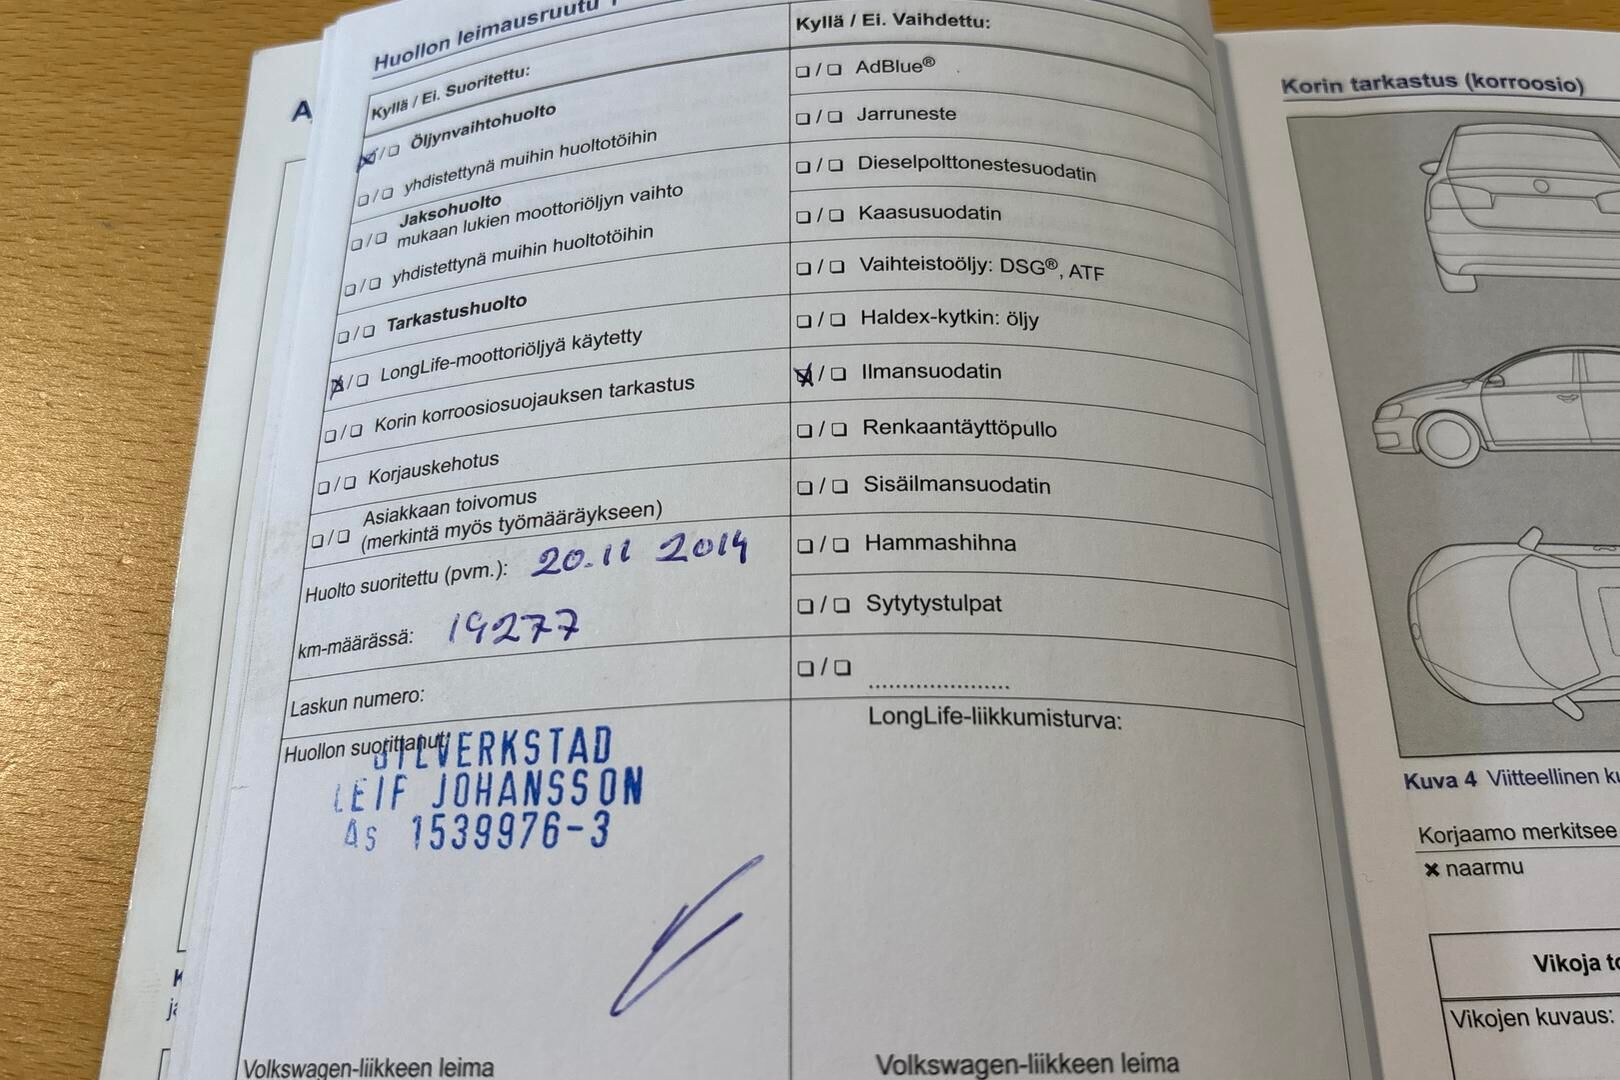 Huollon leimausruutu
Kyllä / Ei. Suoritettu:
☒/☐ Öljynvaihtohuolto
☐/☐ yhdistettynä muihin huoltotöihin
☐/☐ Jaksohuolto
mukaan lukien moottoriöljyn vaihto
☐/☐ yhdistettynä muihin huoltotöihin
☐/☐ Tarkastushuolto
☒/☐ LongLife-moottoriöljyä käytetty
☐/☐ Korin korroosiosuojauksen tarkastus
☐/☐ Korjauskehotus
☐/☐ Asiakkaan toivomus
(merkintä myös työmääräykseen)
Huolto suoritettu (pvm.): 20.11 2014
km-määrässä: 19277
Laskun numero:
Huollon suorittanut:
BILVERKSTAD
LEIF JOHANSSON
AS 1539976-3
Volkswagen-liikkeen leima
Kyllä / Ei. Vaihdettu:
☐/☐ AdBlue®
☐/☐ Jarruneste
☐/☐ Dieselpolttonestesuodatin
☐/☐ Kaasusuodatin
☐/☐ Vaihteistoöljy: DSG®, ATF
☐/☐ Haldex-kytkin: öljy
☒/☐ Ilmansuodatin
☐/☐ Renkaantäyttöpullo
☐/☐ Sisäilmansuodatin
☐/☐ Hammashihna
☐/☐ Sytytystulpat
☐/☐ .....................
LongLife-liikkumisturva:
Volkswagen-liikkeen leima
Korin tarkastus (korroosio)
Kuva 4 Viitteellinen
Korjaamo merkitsee
✖ naarmu
Vikoja
Vikojen kuvaus: